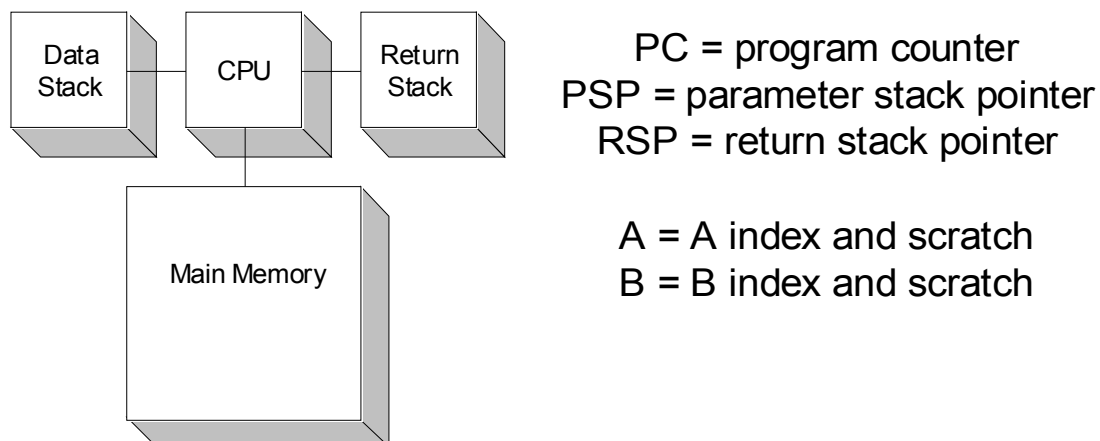 Data
Stack
CPU
Return
Stack
Main Memory
PC = program counter
PSP = parameter stack pointer
RSP = return stack pointer
A = A index and scratch
B = B index and scratch